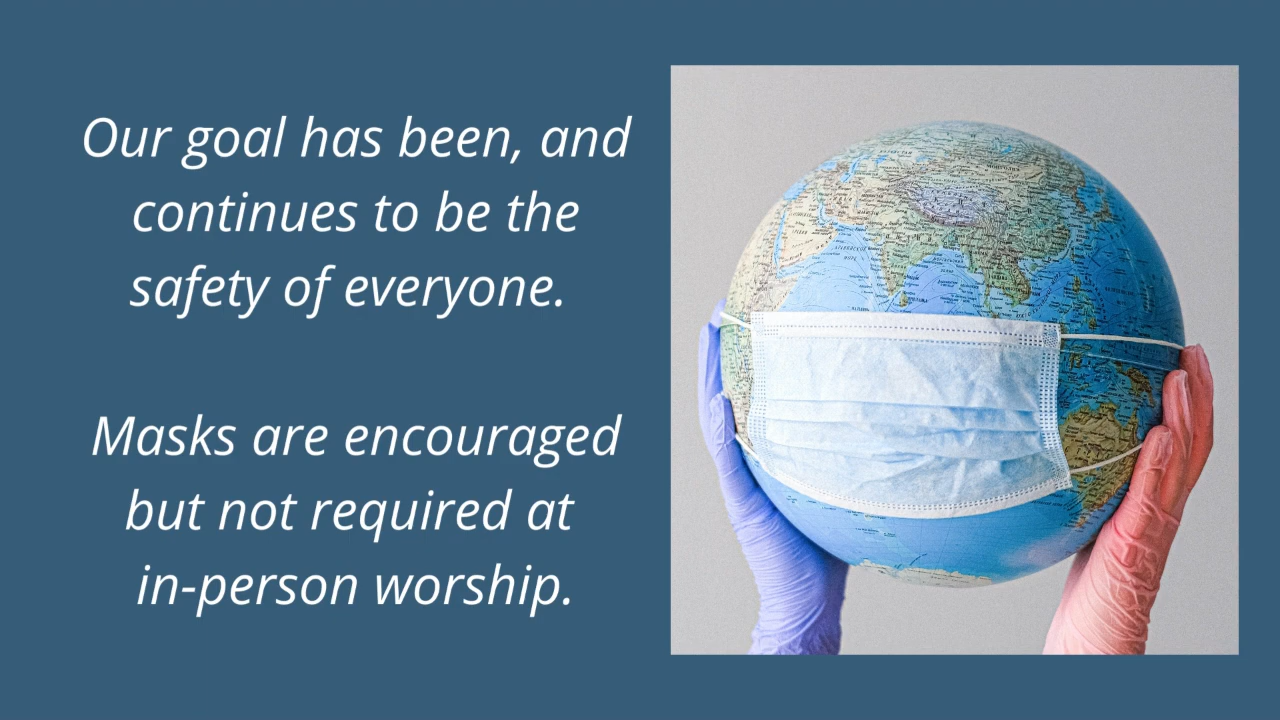 Our goal has been, and
continues to be the
safety of everyone.
Masks are encouraged
but not required at
in-person worship.